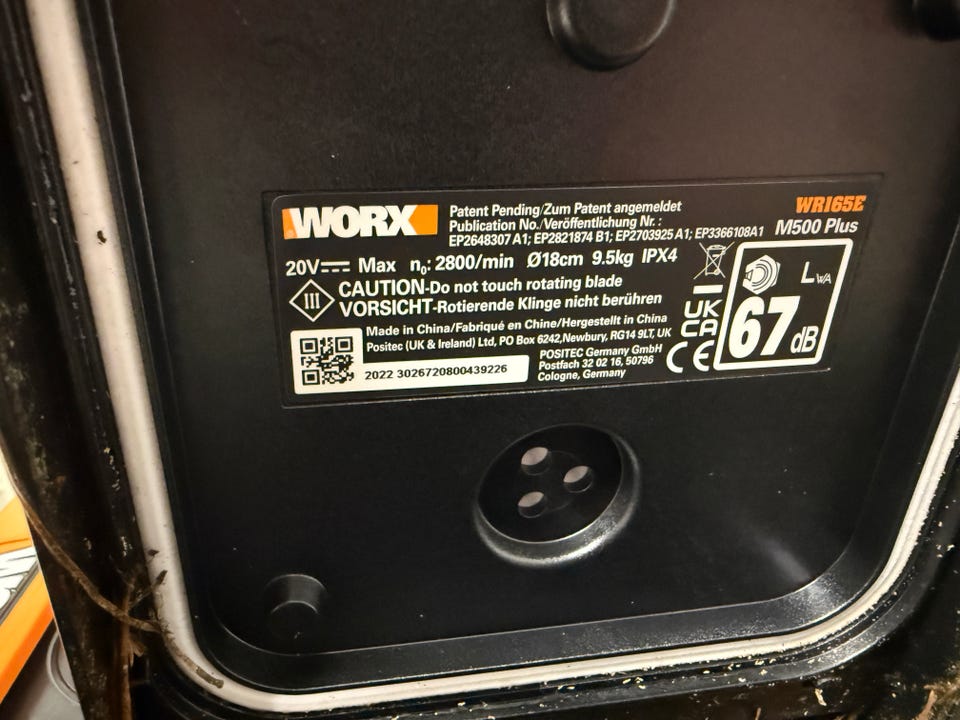 WORX
Patent Pending/Zum Patent angemeldet
Publication No./Veröffentlichung Nr. :
EP2648307 A1; EP2821874 B1; EP2703925 A1; EP3366108A1
WR165E
M500 Plus
20V Max n₀: 2800/min Ø18cm 9.5kg IPX4
III
CAUTION-Do not touch rotating blade
VORSICHT-Rotierende Klinge nicht berühren
Made in China/Fabriqué en Chine/Hergestellt in China
Positec (UK & Ireland) Ltd, PO Box 6242,Newbury, RG14 9LT, UK
2022 3026720800439226
POSITEC Germany GmbH
Postfach 32 02 16, 50796
Cologne, Germany
UK
CA
CE
LWA
67 dB